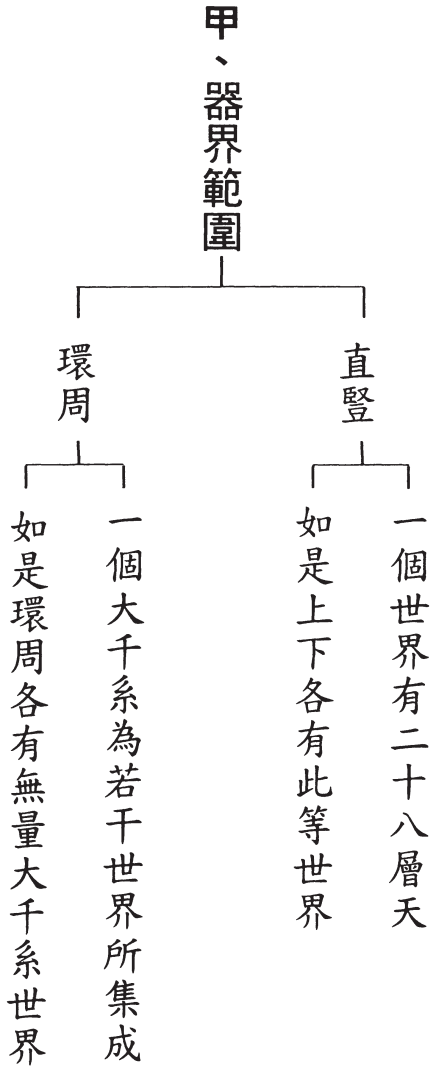 甲、器界範圍
直豎
一個世界有二十八層天
如是上下各有此等世界
環周
一個大千系為若干世界所集成
如是環周各有無量大千系世界